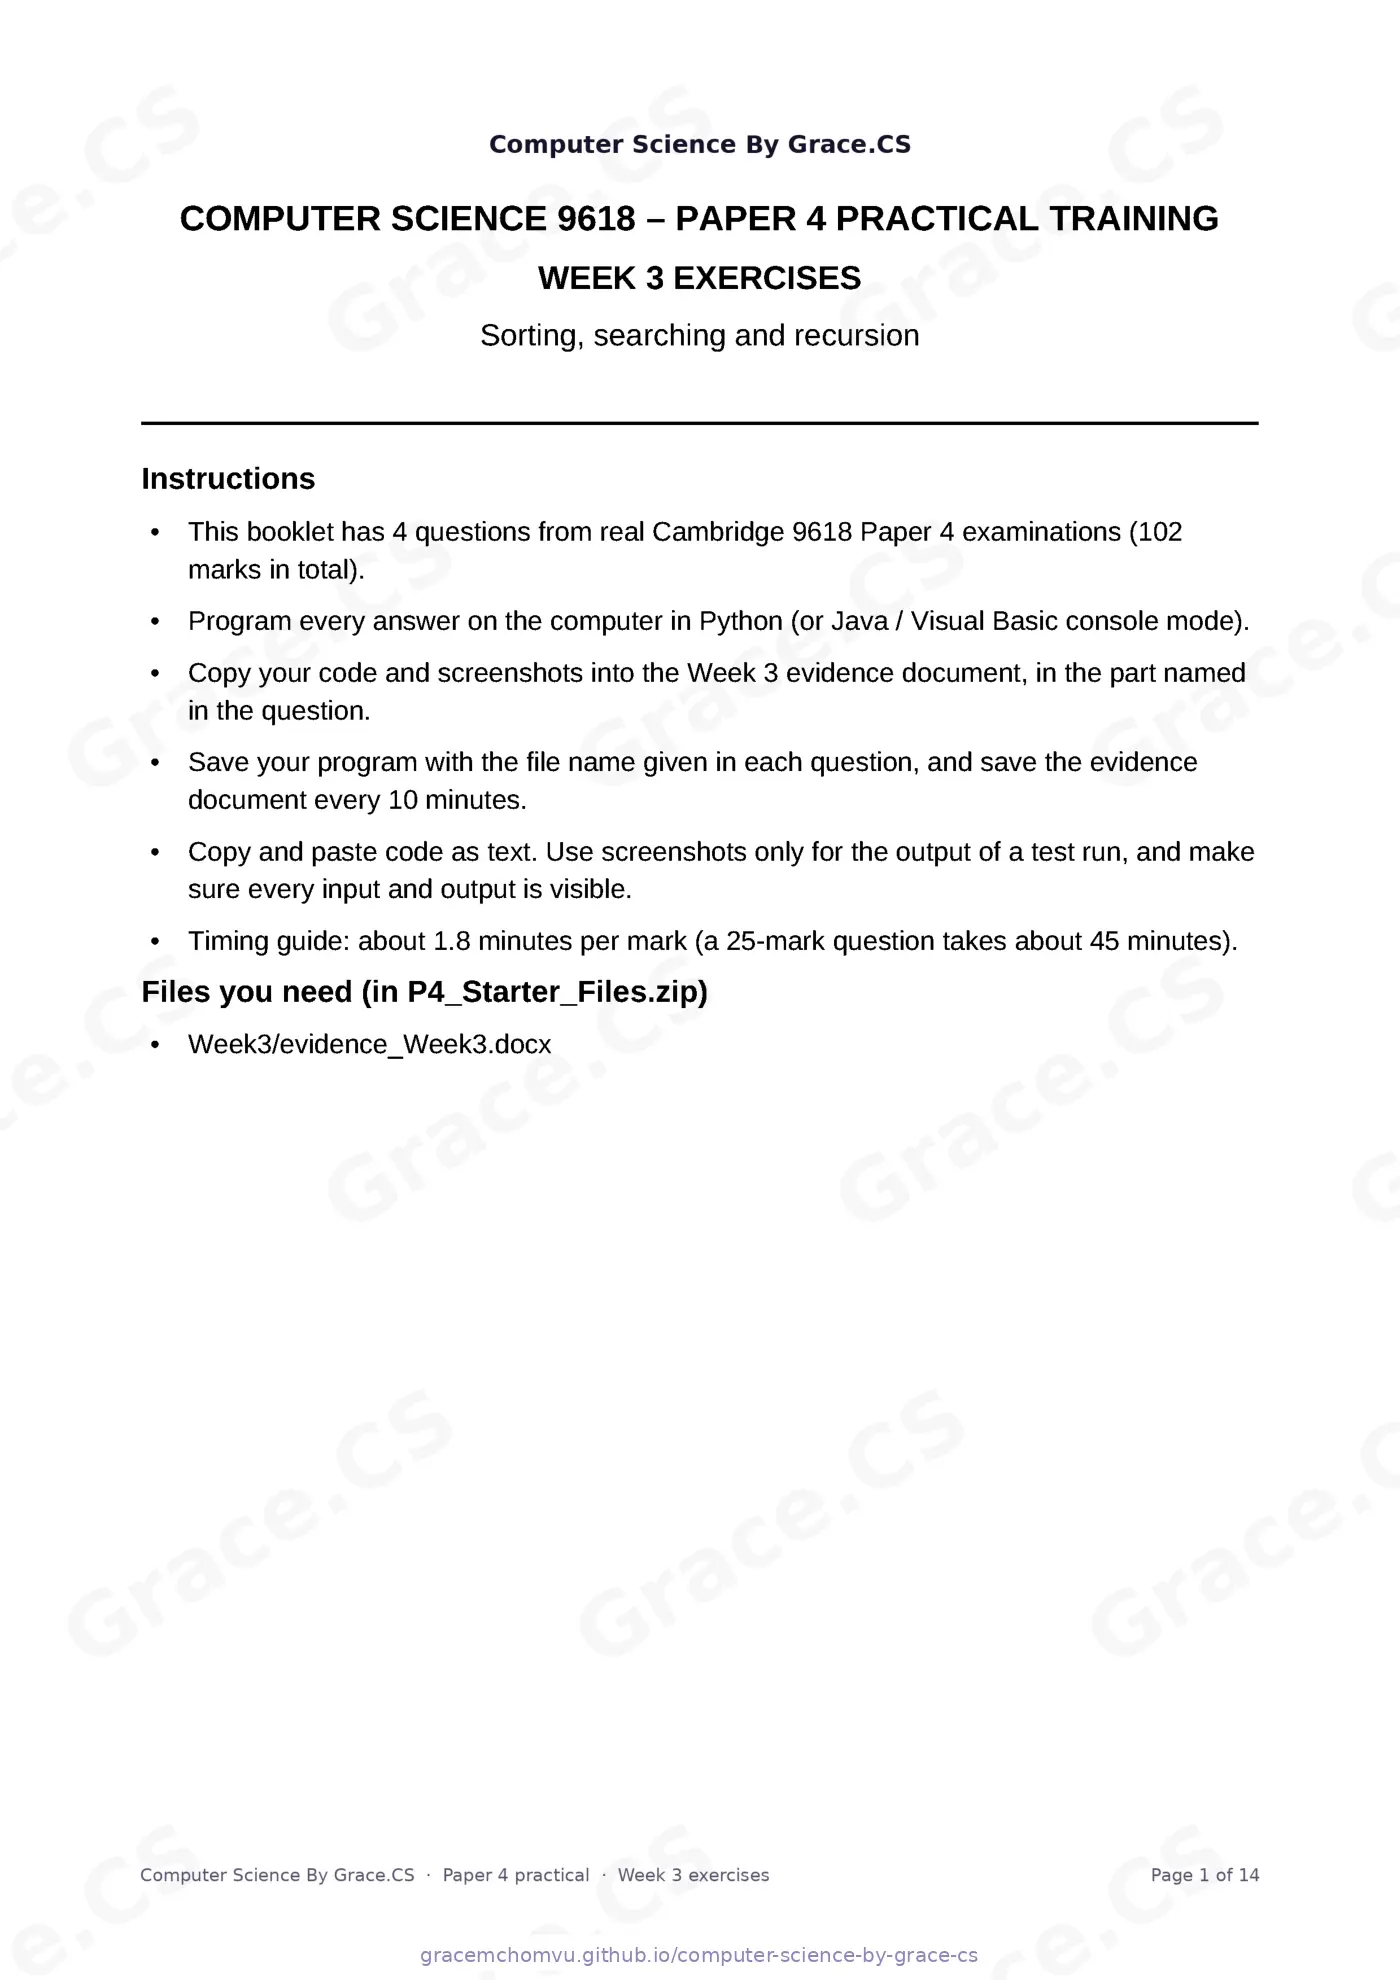 Computer Science By Grace.CS
COMPUTER SCIENCE 9618 – PAPER 4 PRACTICAL TRAINING
WEEK 3 EXERCISES
Sorting, searching and recursion
Instructions
• This booklet has 4 questions from real Cambridge 9618 Paper 4 examinations (102
marks in total).
• Program every answer on the computer in Python (or Java / Visual Basic console mode).
• Copy your code and screenshots into the Week 3 evidence document, in the part named
in the question.
• Save your program with the file name given in each question, and save the evidence
document every 10 minutes.
• Copy and paste code as text. Use screenshots only for the output of a test run, and make
sure every input and output is visible.
• Timing guide: about 1.8 minutes per mark (a 25-mark question takes about 45 minutes).
Files you need (in P4_Starter_Files.zip)
• Week3/evidence_Week3.docx
Computer Science By Grace.CS · Paper 4 practical · Week 3 exercises Page 1 of 14
gracemchomvu.github.io/computer-science-by-grace-cs